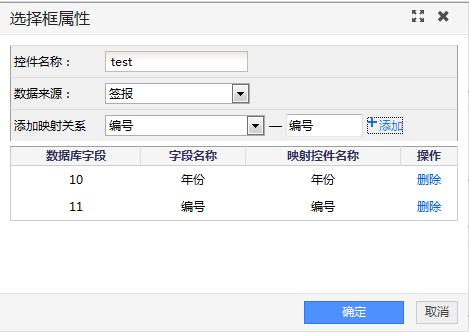 选择框属性
控件名称： test
数据来源： 签报
添加映射关系 编号 — 编号 +添加
数据库字段 字段名称 映射控件名称 操作
10 年份 年份 删除
11 编号 编号 删除
确定 取消